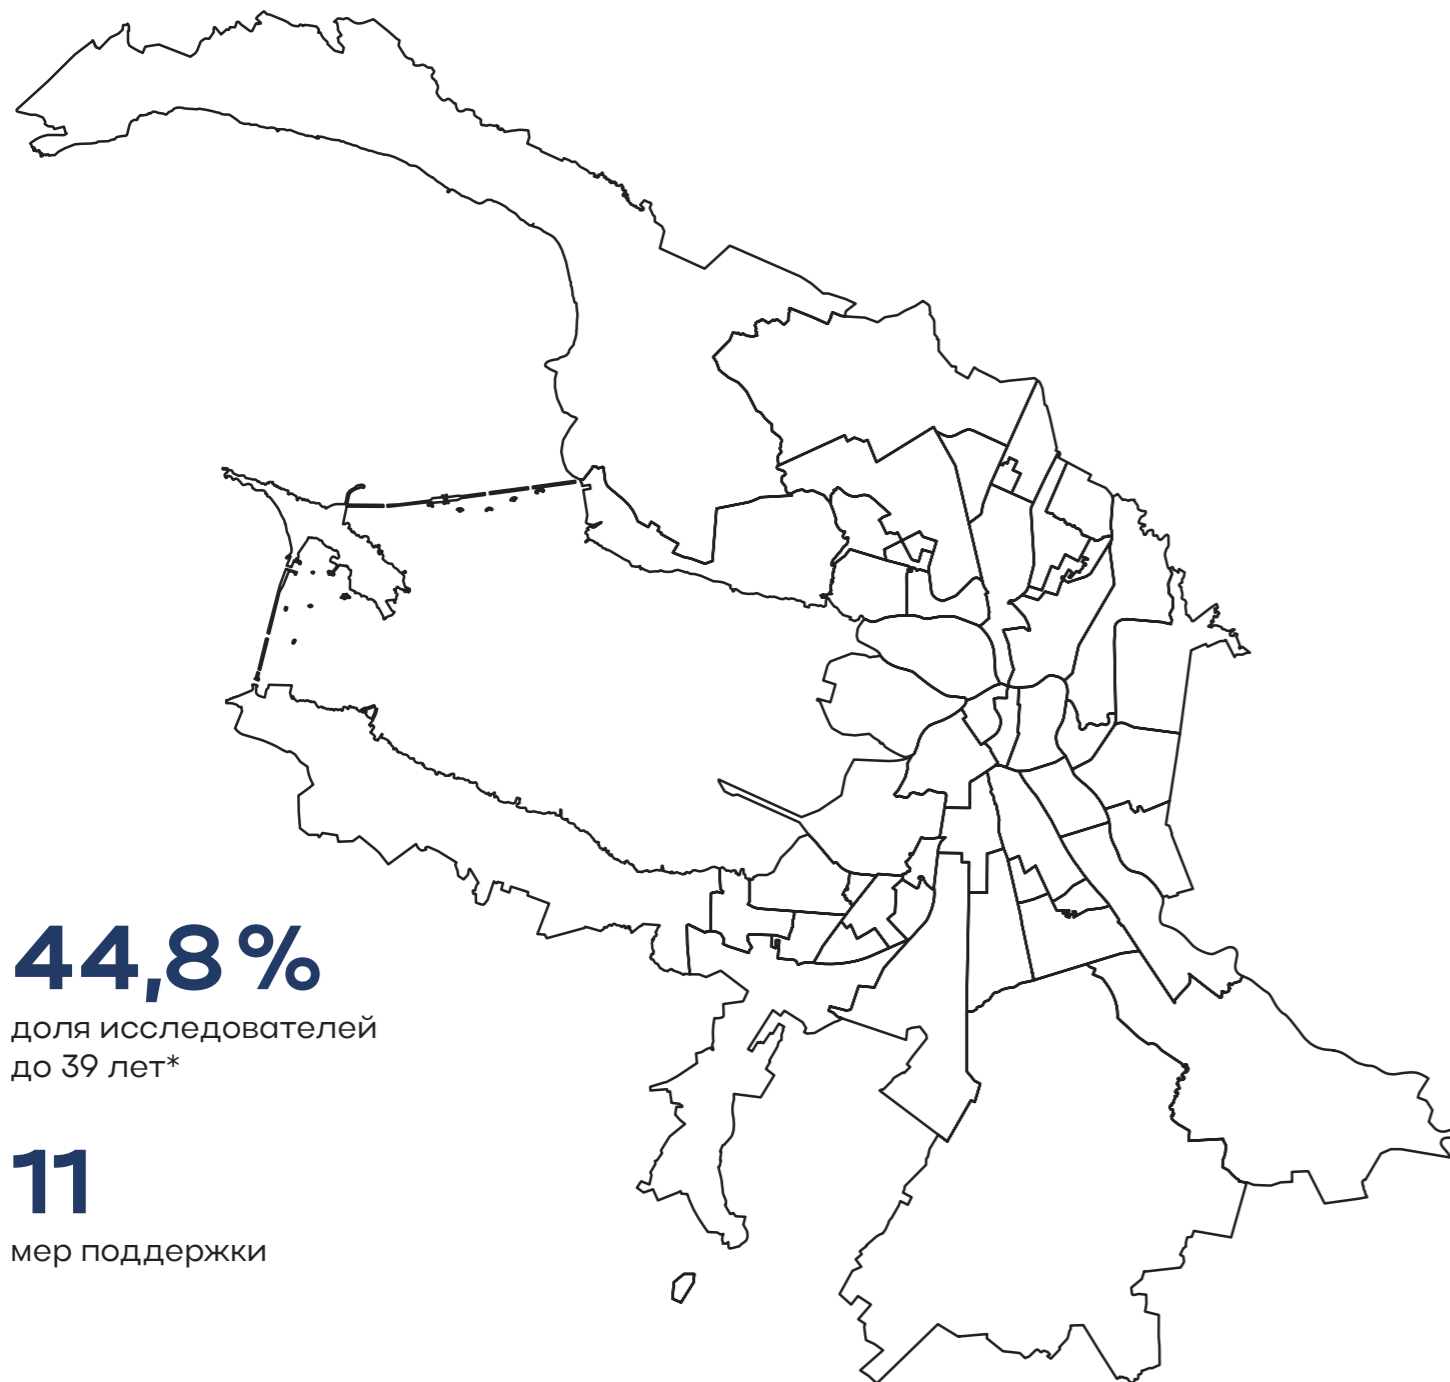 44,8 %
доля исследователей
до 39 лет*
11
мер поддержки